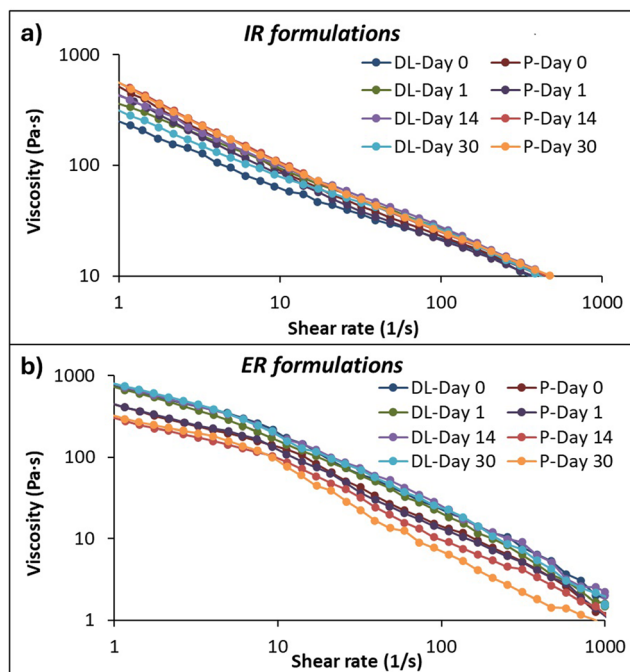 a)
IR formulations
DL-Day 0
P-Day 0
DL-Day 1
P-Day 1
DL-Day 14
P-Day 14
DL-Day 30
P-Day 30
Viscosity (Pa·s)
1000
100
10
1
10
100
1000
Shear rate (1/s)
b)
ER formulations
DL-Day 0
P-Day 0
DL-Day 1
P-Day 1
DL-Day 14
P-Day 14
DL-Day 30
P-Day 30
Viscosity (Pa·s)
1000
100
10
1
1
10
100
1000
Shear rate (1/s)